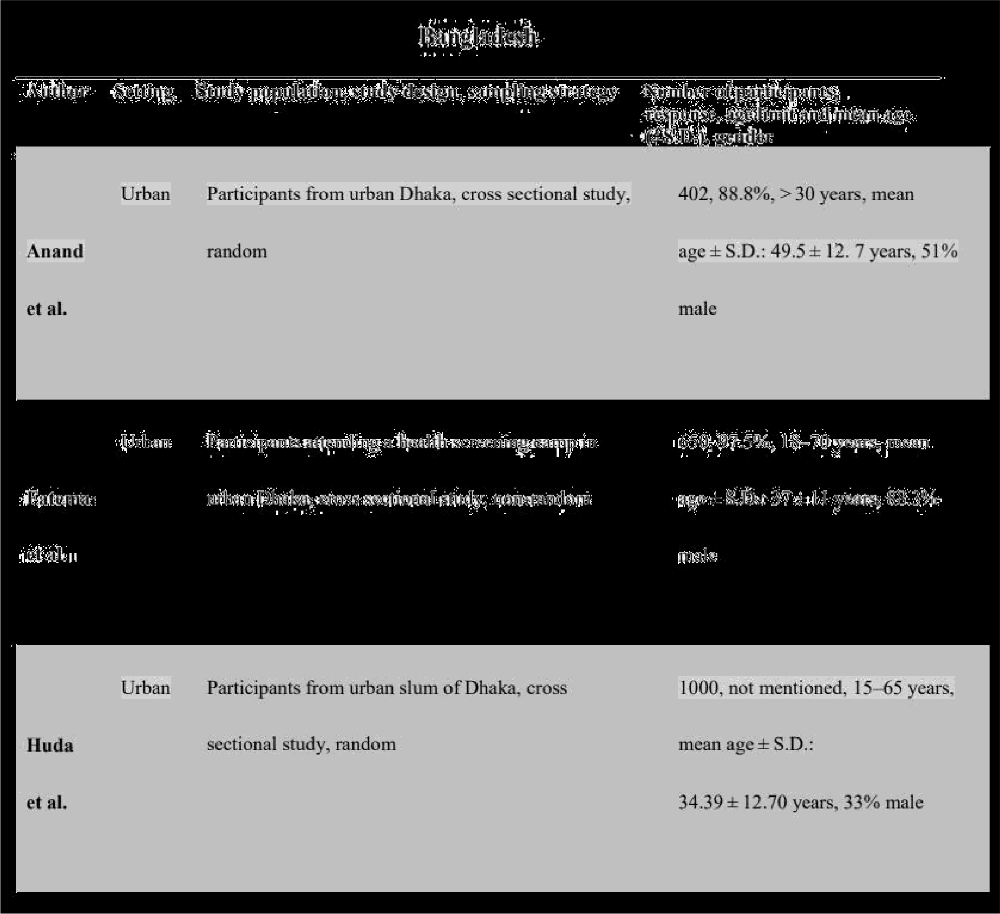 Bangladesh
Author Setting Study population, study design, sampling strategy Number of participants,
response, age limit and mean age
(±S.D.), gender
Urban Participants from urban Dhaka, cross sectional study, 402, 88.8%, > 30 years, mean
Anand random age ± S.D.: 49.5 ± 12. 7 years, 51%
et al. male
Urban Participants attending a health screening camp in 18–70 years, mean
Fatema urban Dhaka, cross sectional study, non-random age ± S.D.: 37 ± 11 years,
et al. male
Urban Participants from urban slum of Dhaka, cross 1000, not mentioned, 15–65 years,
Huda sectional study, random mean age ± S.D.:
et al. 34.39 ± 12.70 years, 33% male